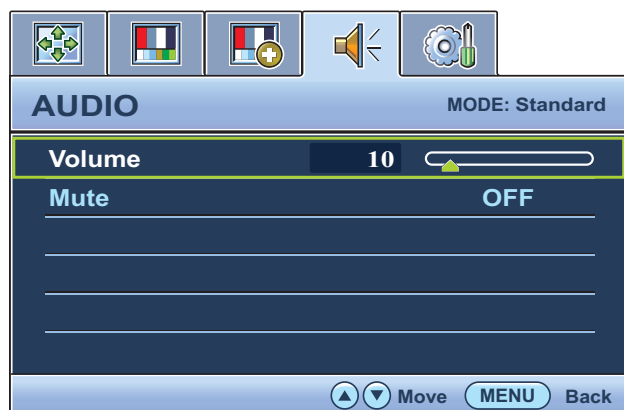 AUDIO MODE: Standard
Volume 10
Mute OFF
Move MENU Back